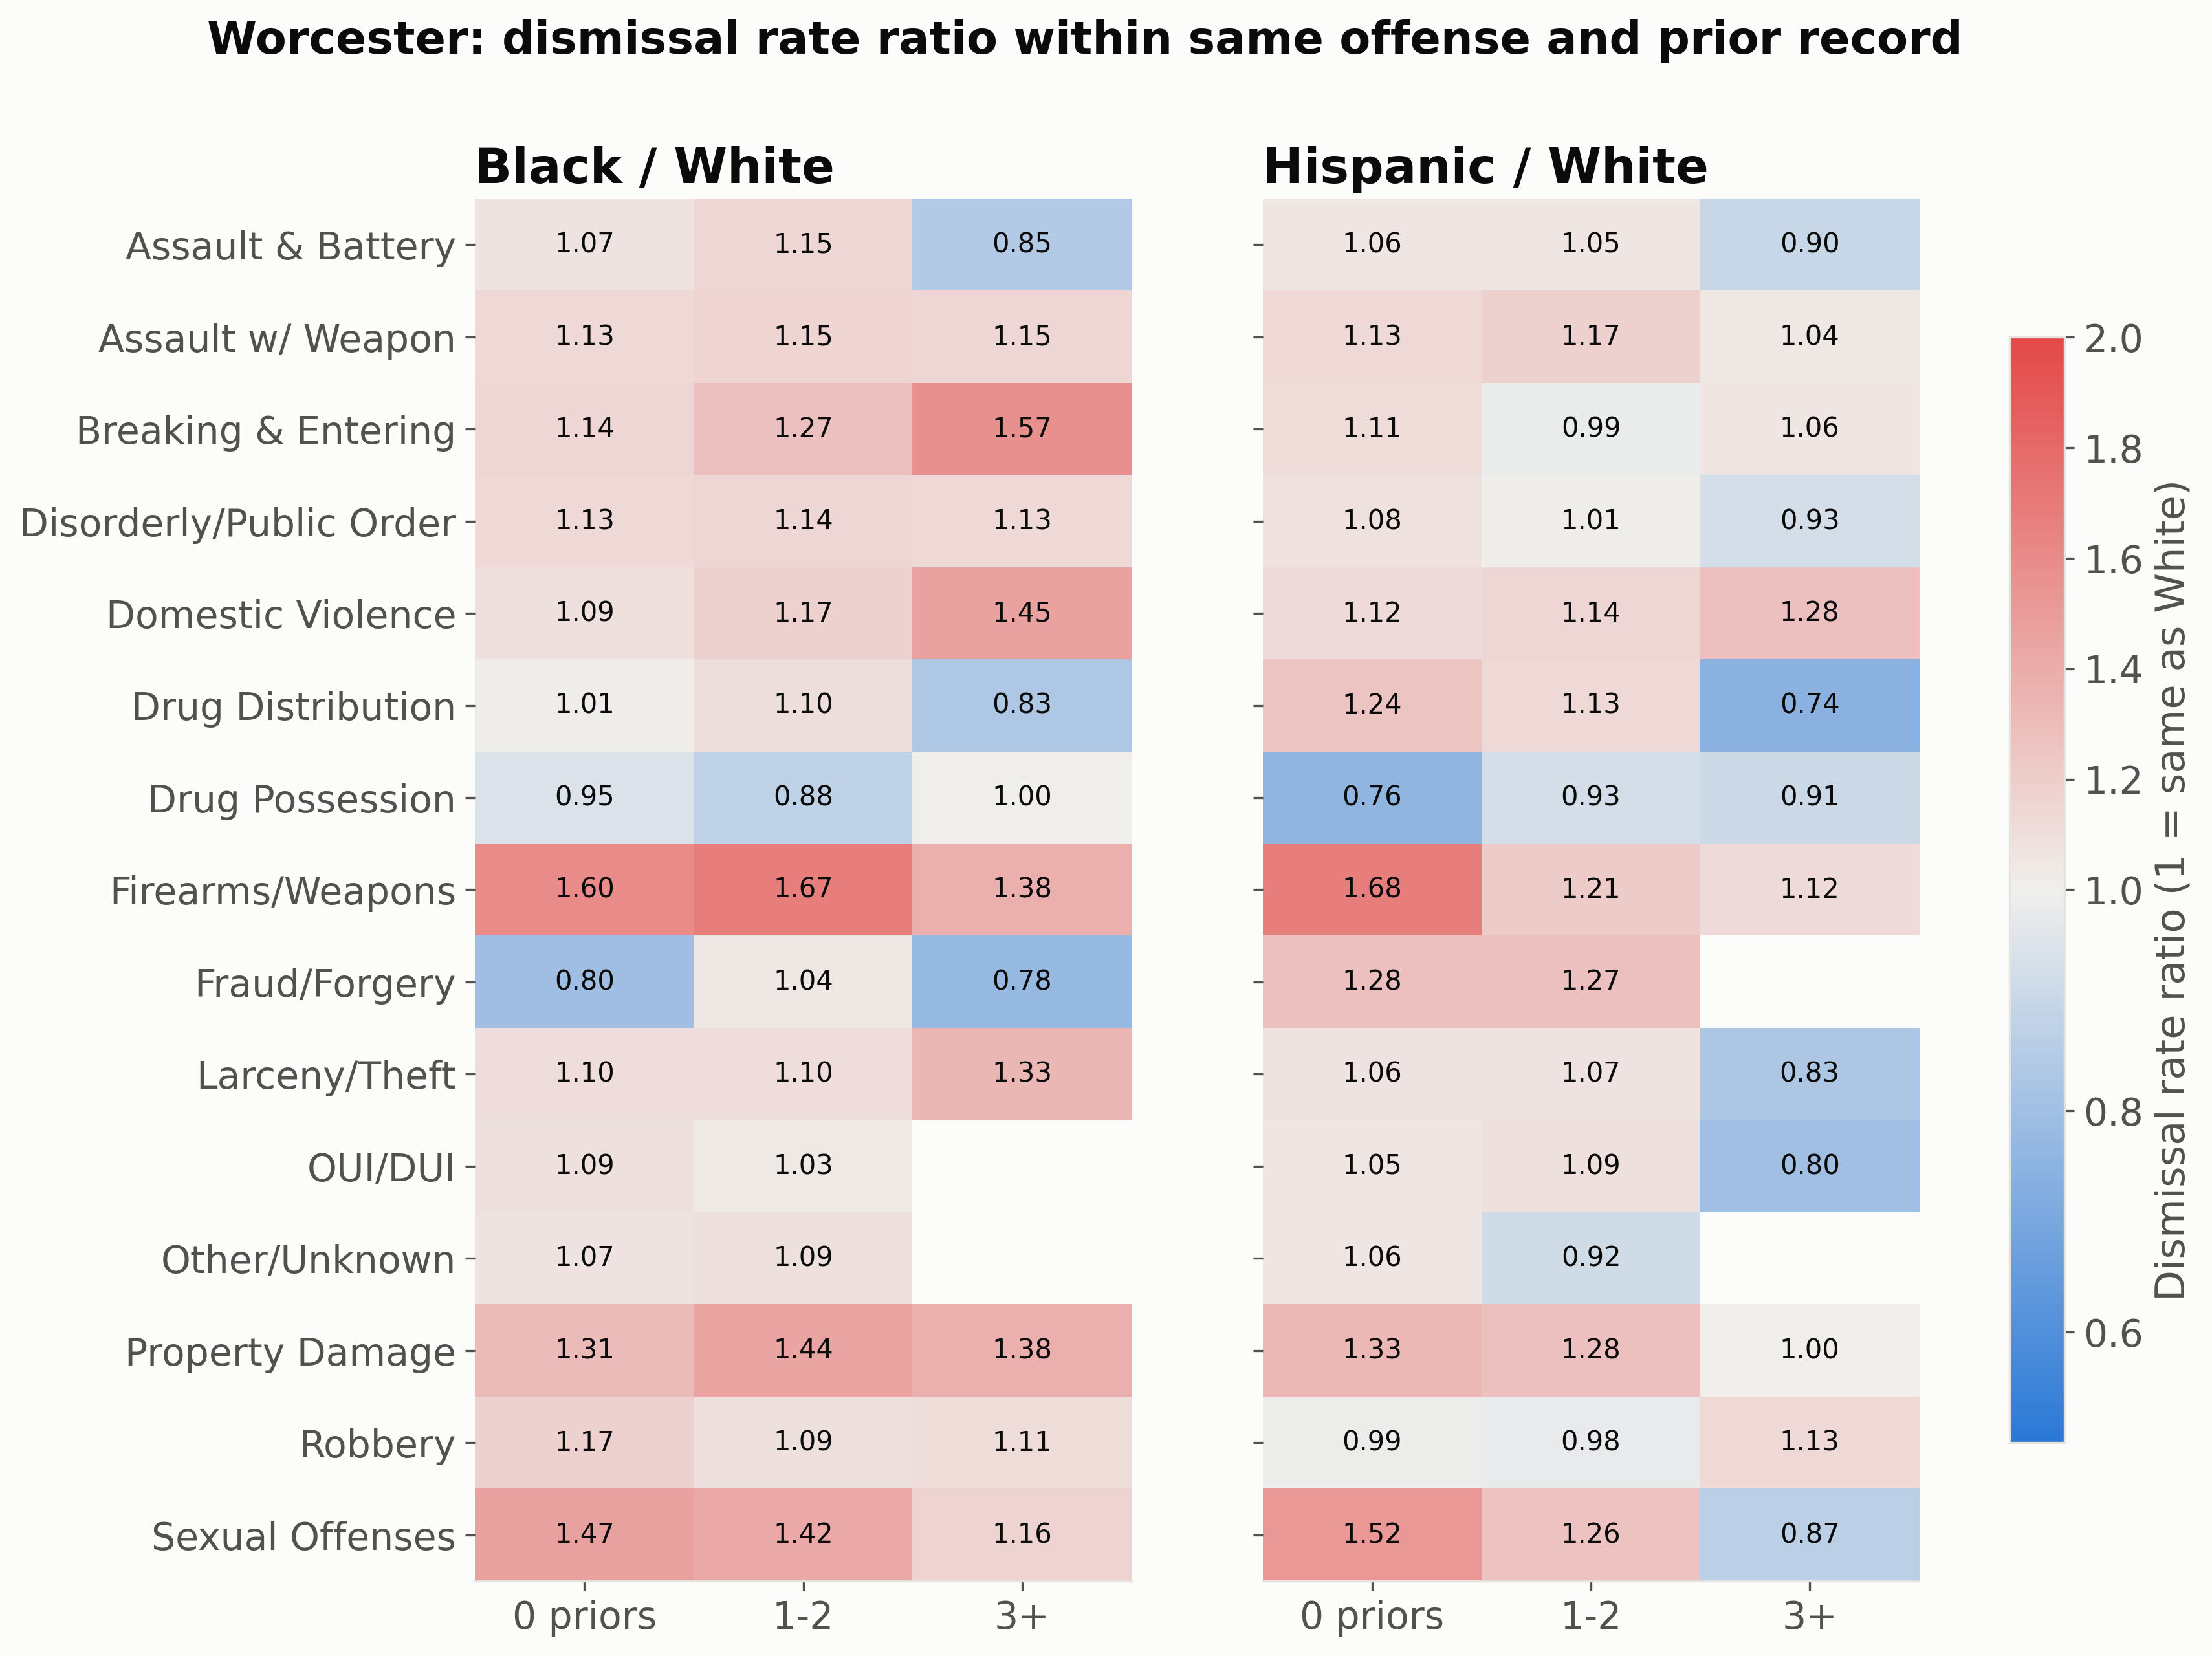 Worcester: dismissal rate ratio within same offense and prior record
Black / White
Hispanic / White
Assault & Battery 1.07 1.15 0.85 1.06 1.05 0.90
Assault w/ Weapon 1.13 1.15 1.15 1.13 1.17 1.04
Breaking & Entering 1.14 1.27 1.57 1.11 0.99 1.06
Disorderly/Public Order 1.13 1.14 1.13 1.08 1.01 0.93
Domestic Violence 1.09 1.17 1.45 1.12 1.14 1.28
Drug Distribution 1.01 1.10 0.83 1.24 1.13 0.74
Drug Possession 0.95 0.88 1.00 0.76 0.93 0.91
Firearms/Weapons 1.60 1.67 1.38 1.68 1.21 1.12
Fraud/Forgery 0.80 1.04 0.78 1.28 1.27
Larceny/Theft 1.10 1.10 1.33 1.06 1.07 0.83
OUI/DUI 1.09 1.03 1.05 1.09 0.80
Other/Unknown 1.07 1.09 1.06 0.92
Property Damage 1.31 1.44 1.38 1.33 1.28 1.00
Robbery 1.17 1.09 1.11 0.99 0.98 1.13
Sexual Offenses 1.47 1.42 1.16 1.52 1.26 0.87
0 priors 1-2 3+ 0 priors 1-2 3+
2.0
1.8
1.6
1.4
1.2
1.0
0.8
0.6
Dismissal rate ratio (1 = same as White)